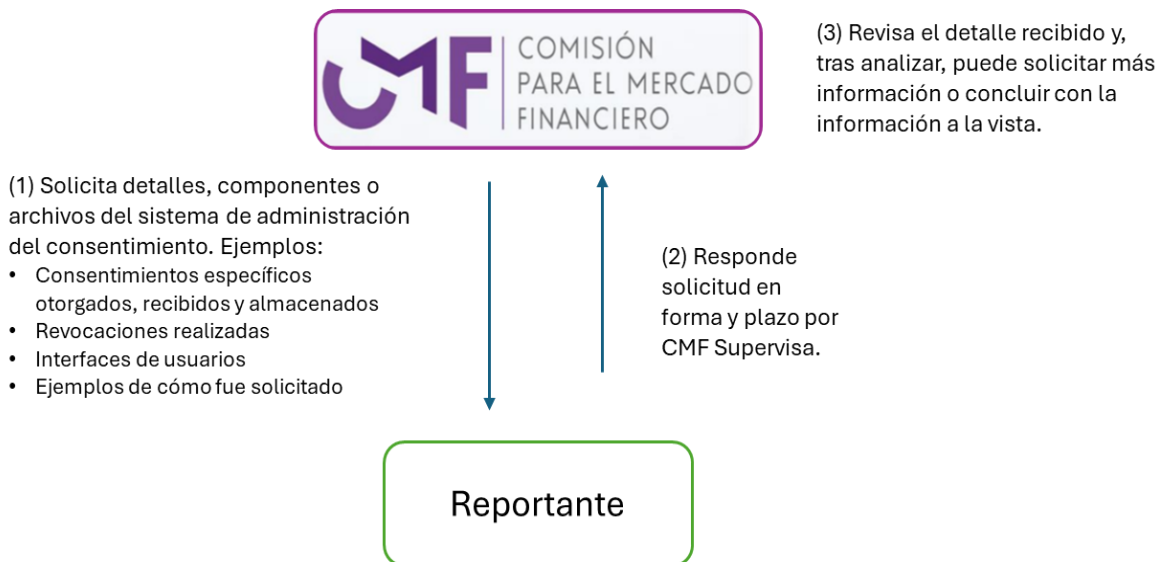 CMF
COMISIÓN
PARA EL MERCADO
FINANCIERO
(3) Revisa el detalle recibido y,
tras analizar, puede solicitar más
información o concluir con la
información a la vista.
(1) Solicita detalles, componentes o
archivos del sistema de administración
del consentimiento. Ejemplos:
• Consentimientos específicos
otorgados, recibidos y almacenados
• Revocaciones realizadas
• Interfaces de usuarios
• Ejemplos de cómo fue solicitado
(2) Responde
solicitud en
forma y plazo por
CMF Supervisa.
Reportante